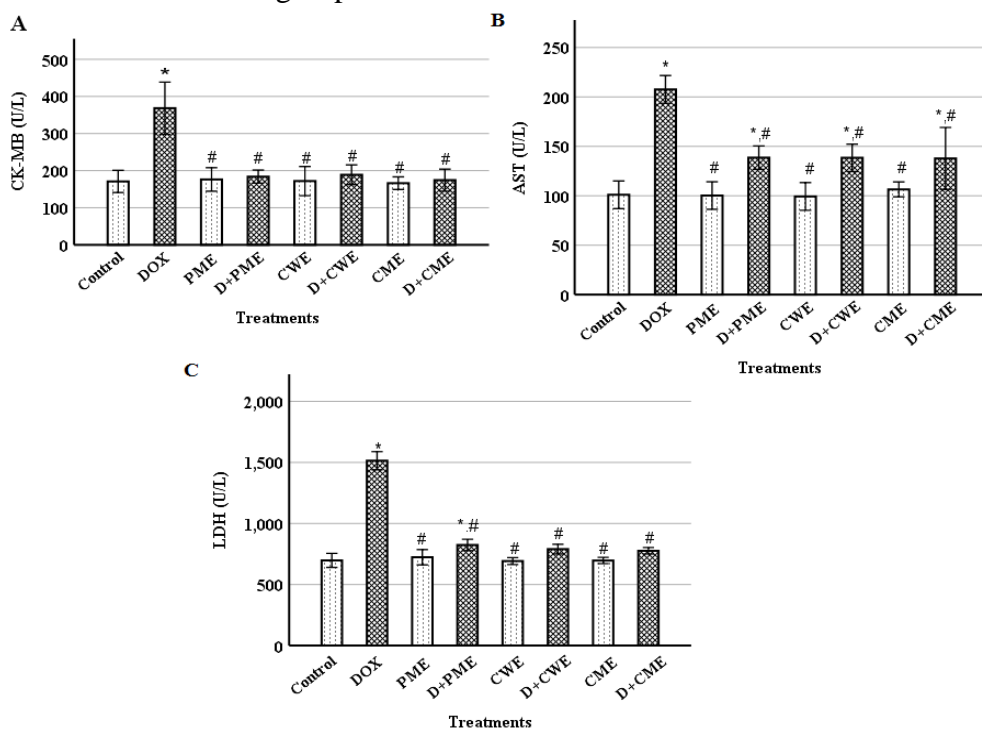 A
CK-MB (U/L)
500
400
300
200
100
0
*
#
#
#
#
#
#
Control
DOX
PME
D+PME
CWE
D+CWE
CME
D+CME
Treatments
B
AST (U/L)
250
200
150
100
50
0
*
#
*,#
#
*,#
#
*,#
Control
DOX
PME
D+PME
CWE
D+CWE
CME
D+CME
Treatments
C
LDH (U/L)
2,000
1,500
1,000
500
0
*
#
*,#
#
#
#
#
Control
DOX
PME
D+PME
CWE
D+CWE
CME
D+CME
Treatments